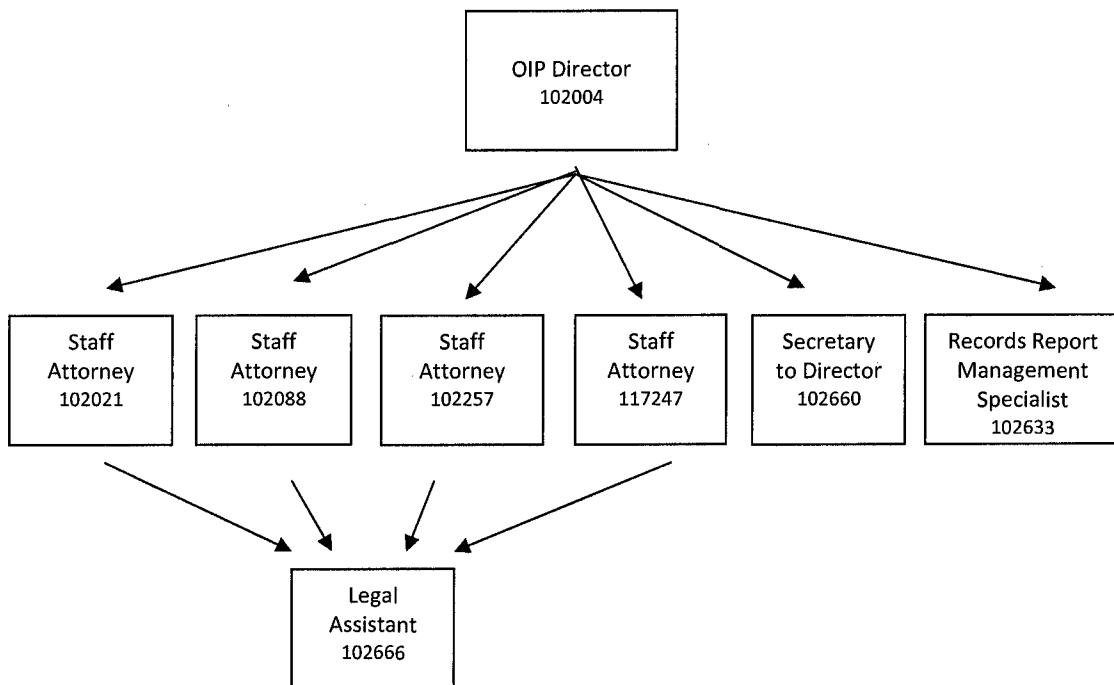 OIP Director
102004
Staff
Attorney
102021
Staff
Attorney
102088
Staff
Attorney
102257
Staff
Attorney
117247
Secretary
to Director
102660
Records Report
Management
Specialist
102633
Legal
Assistant
102666